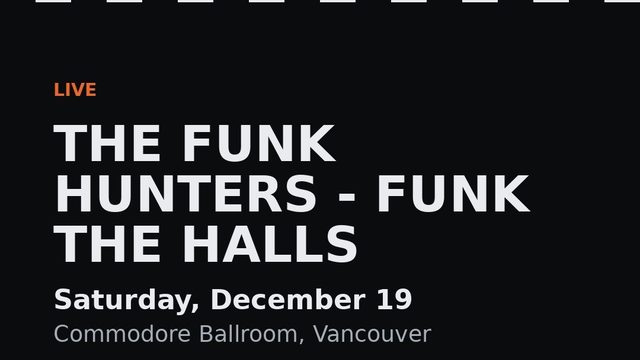 LIVE
THE FUNK
HUNTERS - FUNK
THE HALLS
Saturday, December 19
Commodore Ballroom, Vancouver